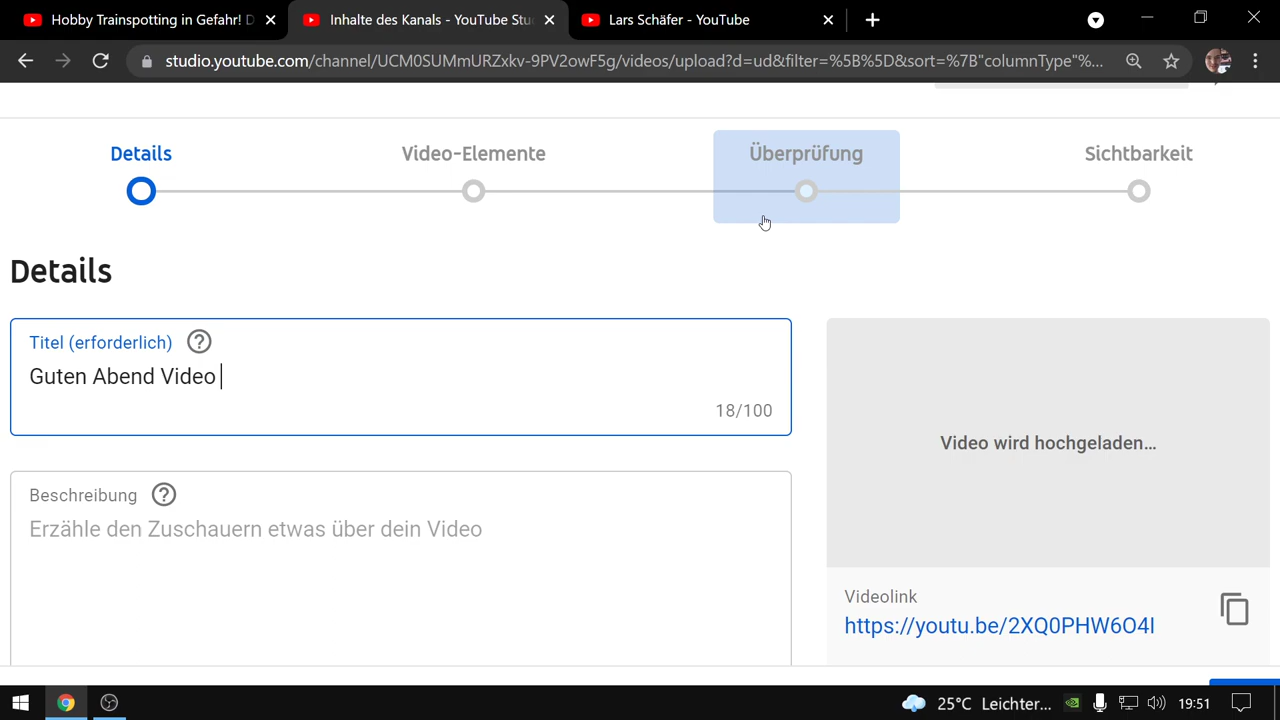 Hobby Trainspotting in Gefahr! D
Inhalte des Kanals - YouTube Stu
Lars Schäfer - YouTube
studio.youtube.com/channel/UCM0SUMmURZxkv-9PV2owF5g/videos/upload?d=ud&filter=%5B%5D&sort=%7B"columnType"%...
Details
Video-Elemente
Überprüfung
Sichtbarkeit
Details
Titel (erforderlich)
Guten Abend Video
18/100
Video wird hochgeladen...
Beschreibung
Erzähle den Zuschauern etwas über dein Video
Videolink
https://youtu.be/2XQ0PHW6O4I
25°C Leichter... 19:51